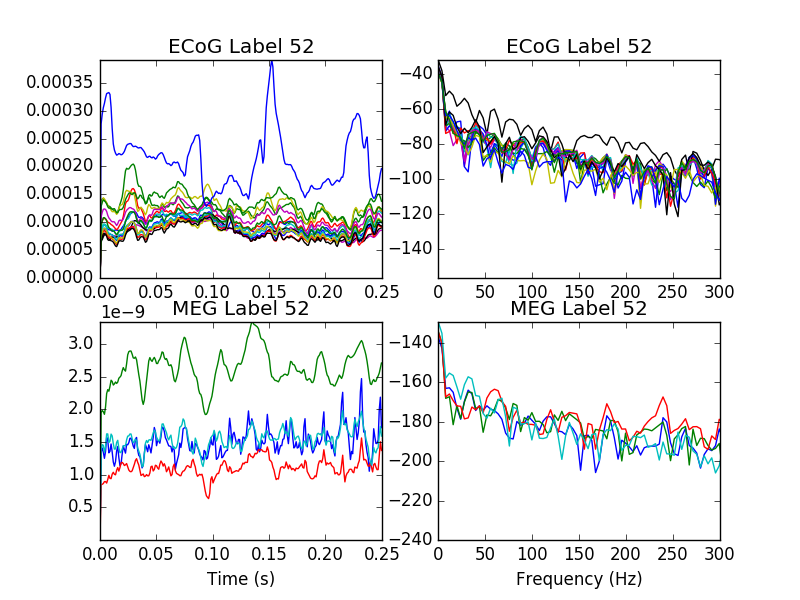 ECoG Label 52
ECoG Label 52
0.00035
0.00030
0.00025
0.00020
0.00015
0.00010
0.00005
0.00000
0.00 0.05 0.10 0.15 0.20 0.25
−40
−60
−80
−100
−120
−140
0 50 100 150 200 250 300
1e−9
MEG Label 52
MEG Label 52
3.0
2.5
2.0
1.5
1.0
0.5
0.00 0.05 0.10 0.15 0.20 0.25
Time (s)
−140
−160
−180
−200
−220
−240
0 50 100 150 200 250 300
Frequency (Hz)